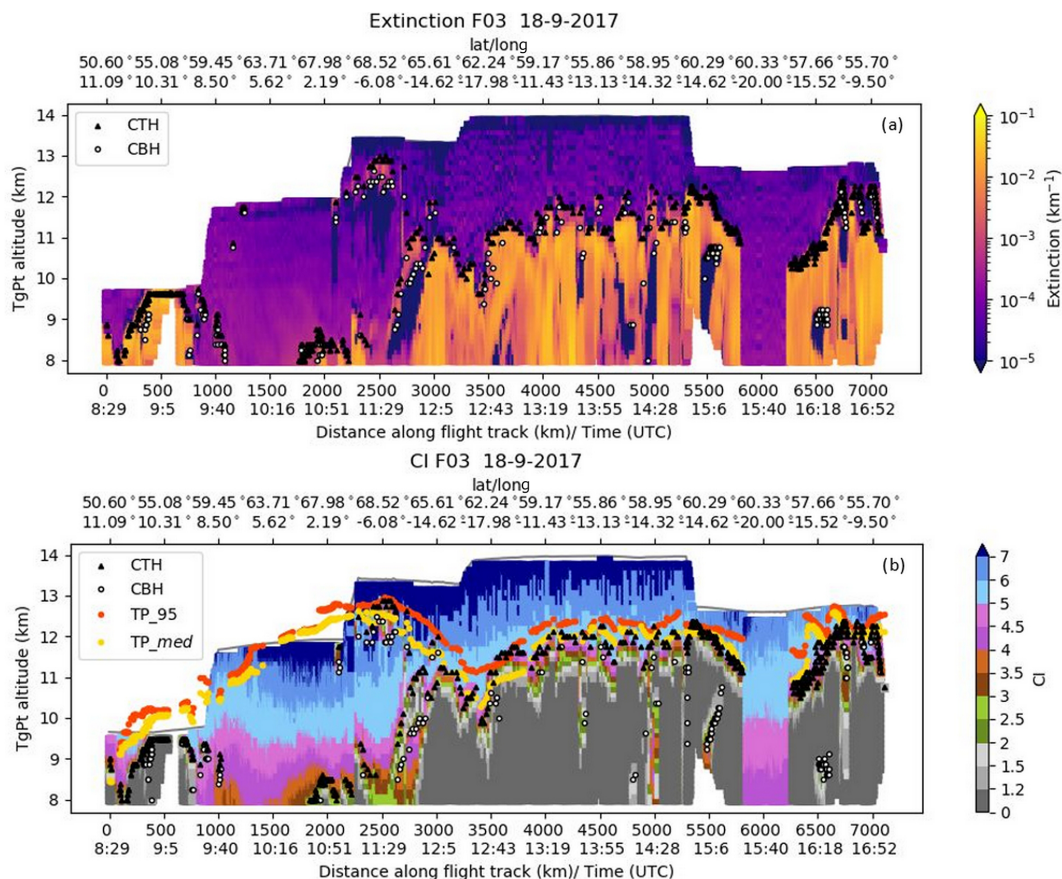 Extinction F03 18-9-2017
lat/long
50.60 °55.08 °59.45 °63.71 °67.98 °68.52 °65.61 °62.24 °59.17 °55.86 °58.95 °60.29 °60.33 °57.66 °55.70°
11.09 °10.31 ° 8.50 ° 5.62 ° 2.19 ° -6.08 °-14.62 °-17.98 °-11.43 °-13.13 °-14.32 °-14.62 °-20.00 °-15.52 °-9.50 °
TgPt altitude (km)
14
13
12
11
10
9
8
CTH
CBH
(a)
10⁻¹
10⁻²
10⁻³
10⁻⁴
10⁻⁵
Extinction (km⁻¹)
0 500 1000 1500 2000 2500 3000 3500 4000 4500 5000 5500 6000 6500 7000
8:29 9:5 9:40 10:16 10:51 11:29 12:5 12:43 13:19 13:55 14:28 15:6 15:40 16:18 16:52
Distance along flight track (km)/ Time (UTC)
CI F03 18-9-2017
lat/long
50.60 °55.08 °59.45 °63.71 °67.98 °68.52 °65.61 °62.24 °59.17 °55.86 °58.95 °60.29 °60.33 °57.66 °55.70°
11.09 °10.31 ° 8.50 ° 5.62 ° 2.19 ° -6.08 °-14.62 °-17.98 °-11.43 °-13.13 °-14.32 °-14.62 °-20.00 °-15.52 °-9.50 °
TgPt altitude (km)
14
13
12
11
10
9
8
CTH
CBH
TP_95
TP_med
(b)
7
6
5
4.5
4
3.5
3
2.5
2
1.5
1.2
0
CI
0 500 1000 1500 2000 2500 3000 3500 4000 4500 5000 5500 6000 6500 7000
8:29 9:5 9:40 10:16 10:51 11:29 12:5 12:43 13:19 13:55 14:28 15:6 15:40 16:18 16:52
Distance along flight track (km)/ Time (UTC)